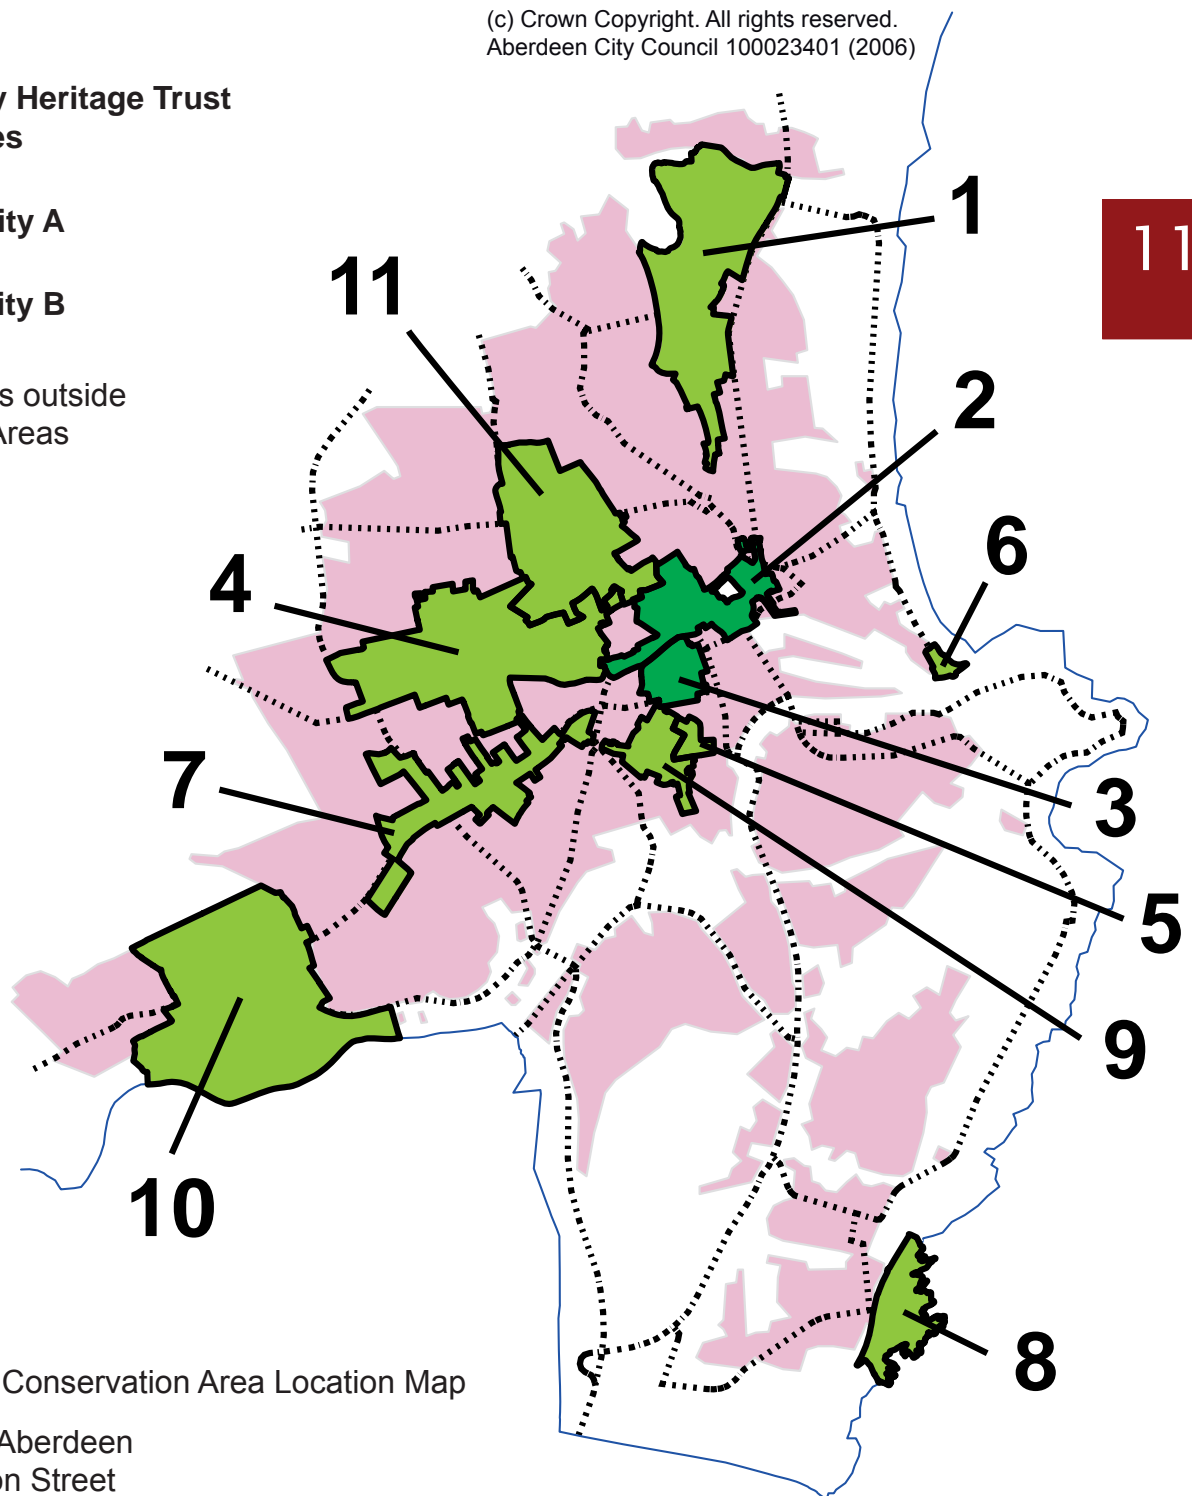 (c) Crown Copyright. All rights reserved.
Aberdeen City Council 100023401 (2006)
y Heritage Trust
es
ity A
ity B
s outside
Areas
1
11
11
2
6
4
7
3
5
9
10
8
Conservation Area Location Map
Aberdeen
on Street